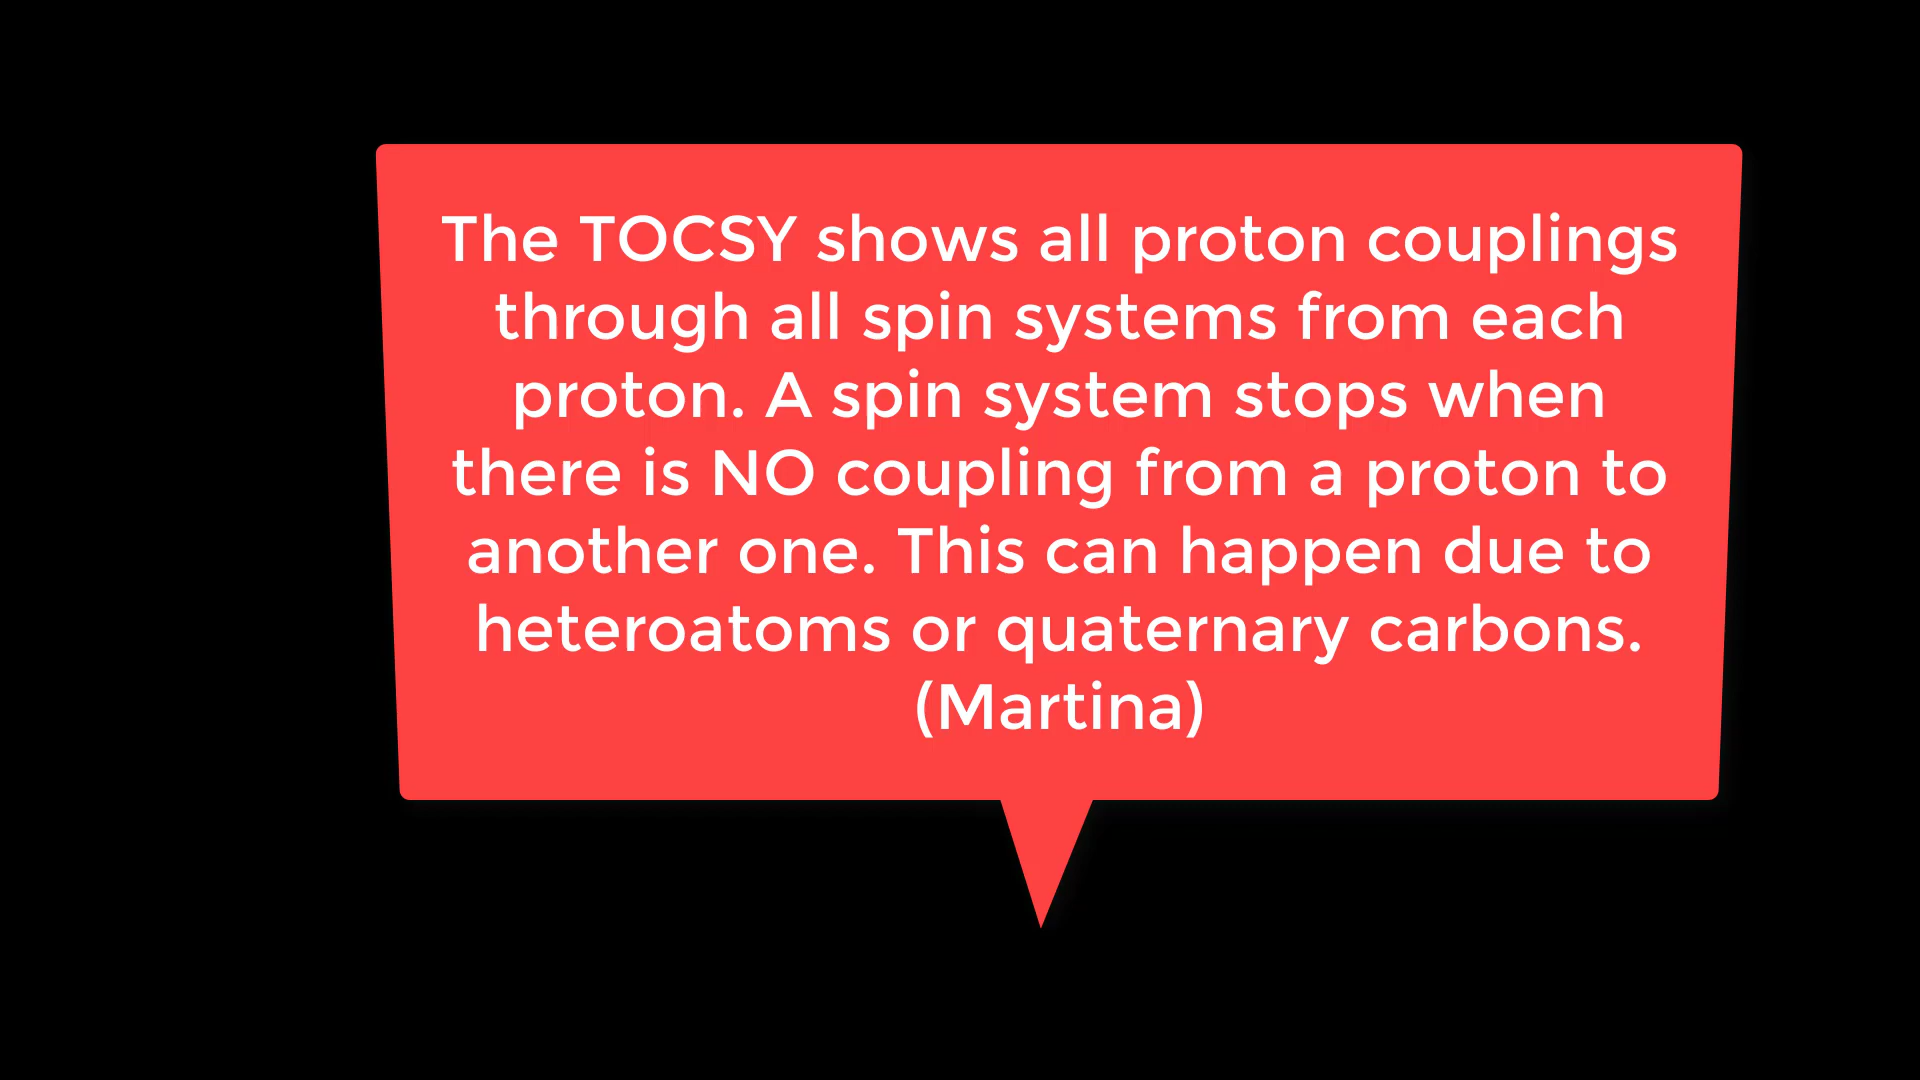 The TOCSY shows all proton couplings
through all spin systems from each
proton. A spin system stops when
there is NO coupling from a proton to
another one. This can happen due to
heteroatoms or quaternary carbons.
(Martina)